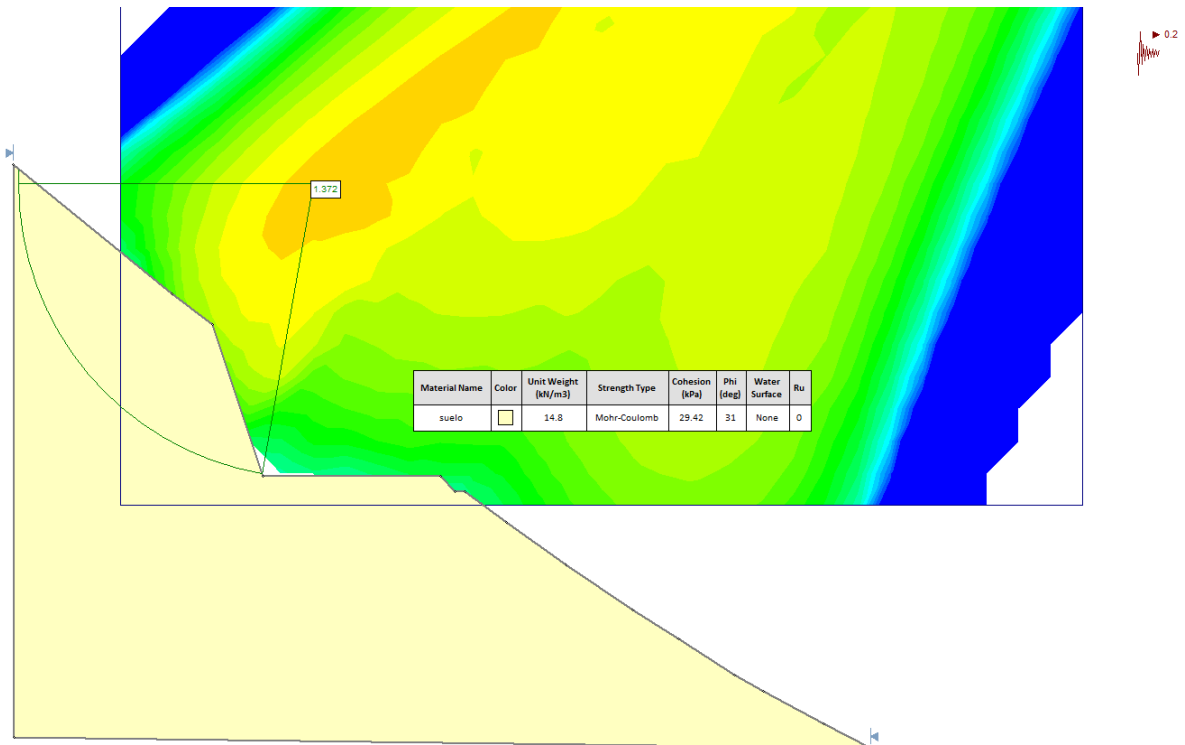 0.2
1.372
Material Name Color Unit Weight (kN/m3) Strength Type Cohesion (kPa) Phi (deg) Water Surface Ru
suelo 14.8 Mohr-Coulomb 29.42 31 None 0